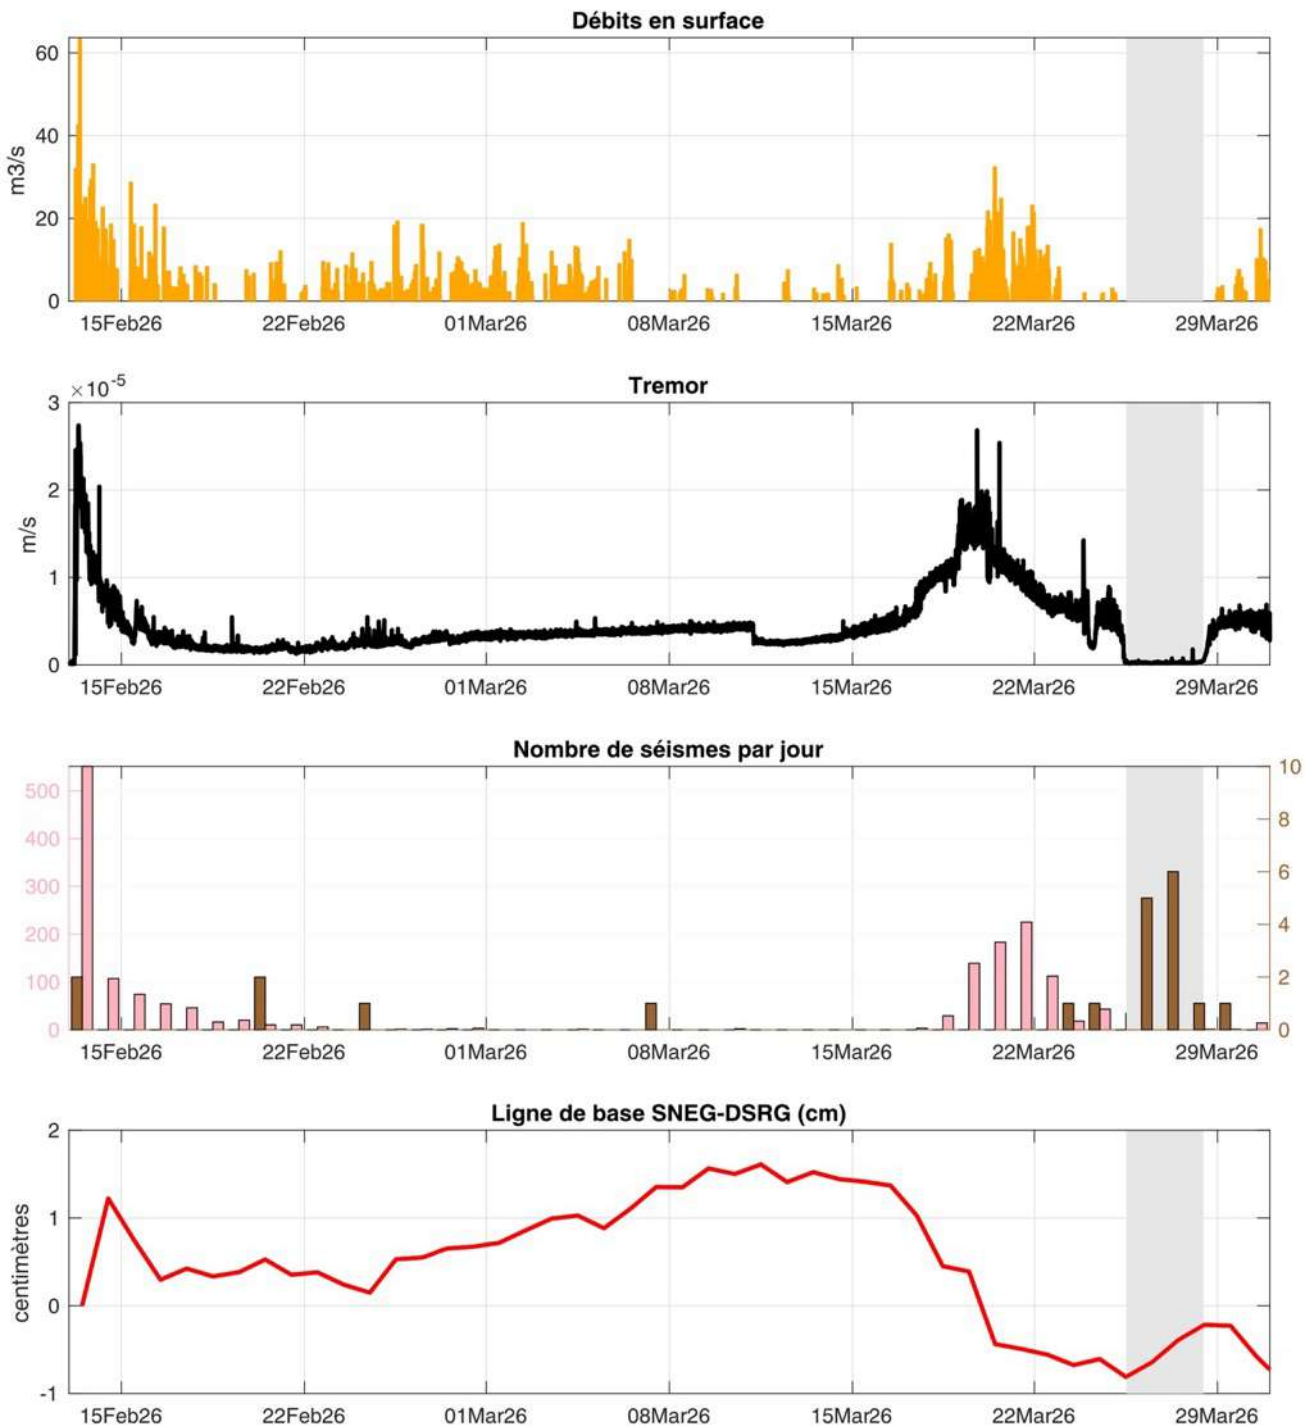 Débits en surface
60
40
20
0
m3/s
15Feb26 22Feb26 01Mar26 08Mar26 15Mar26 22Mar26 29Mar26
×10-5
Tremor
3
2
1
0
m/s
15Feb26 22Feb26 01Mar26 08Mar26 15Mar26 22Mar26 29Mar26
Nombre de séismes par jour
500
400
300
200
100
0
10
8
6
4
2
0
15Feb26 22Feb26 01Mar26 08Mar26 15Mar26 22Mar26 29Mar26
Ligne de base SNEG-DSRG (cm)
2
1
0
-1
centimètres
15Feb26 22Feb26 01Mar26 08Mar26 15Mar26 22Mar26 29Mar26